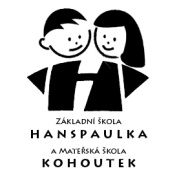 Základní škola
HANSPAULKA
a Mateřská škola
KOHOUTEK